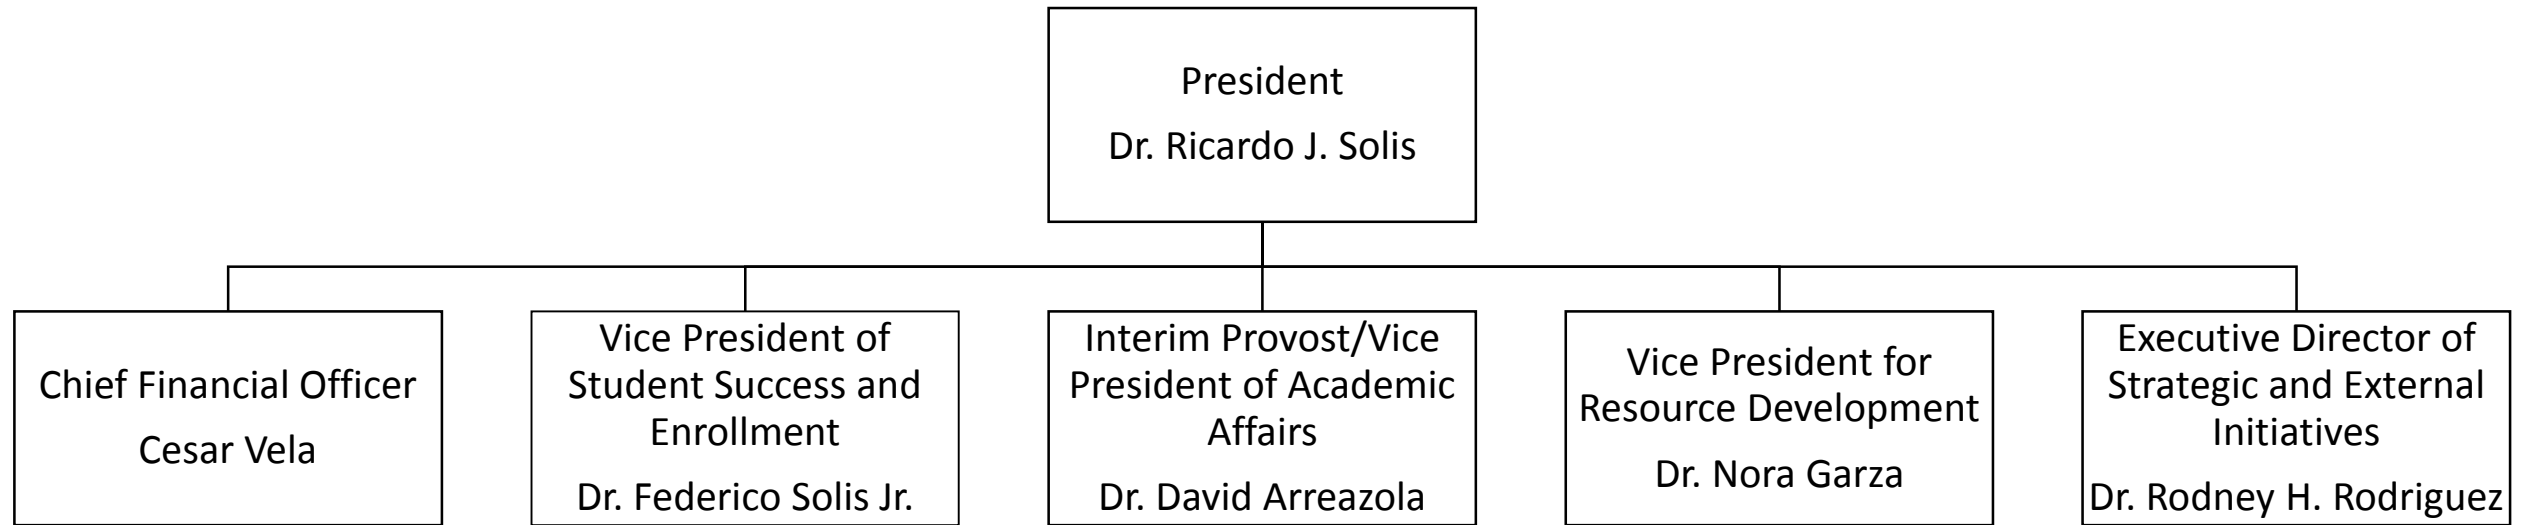 President
Dr. Ricardo J. Solis
Chief Financial Officer
Cesar Vela
Vice President of
Student Success and
Enrollment
Dr. Federico Solis Jr.
Interim Provost/Vice
President of Academic
Affairs
Dr. David Arreazola
Vice President for
Resource Development
Dr. Nora Garza
Executive Director of
Strategic and External
Initiatives
Dr. Rodney H. Rodriguez